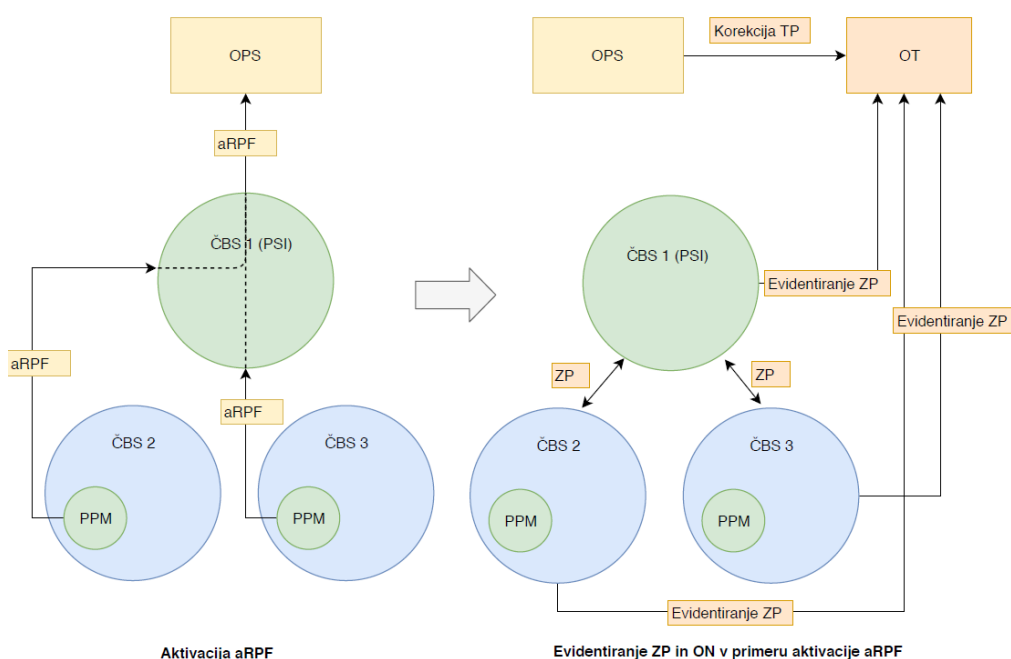 OPS
aRPF
ČBS 1 (PSI)
aRPF
aRPF
ČBS 2
ČBS 3
PPM
PPM
Aktivacija aRPF
OPS
Korekcija TP
OT
ČBS 1 (PSI)
Evidentiranje ZP
Evidentiranje ZP
ZP
ZP
ČBS 2
ČBS 3
PPM
PPM
Evidentiranje ZP
Evidentiranje ZP in ON v primeru aktivacije aRPF